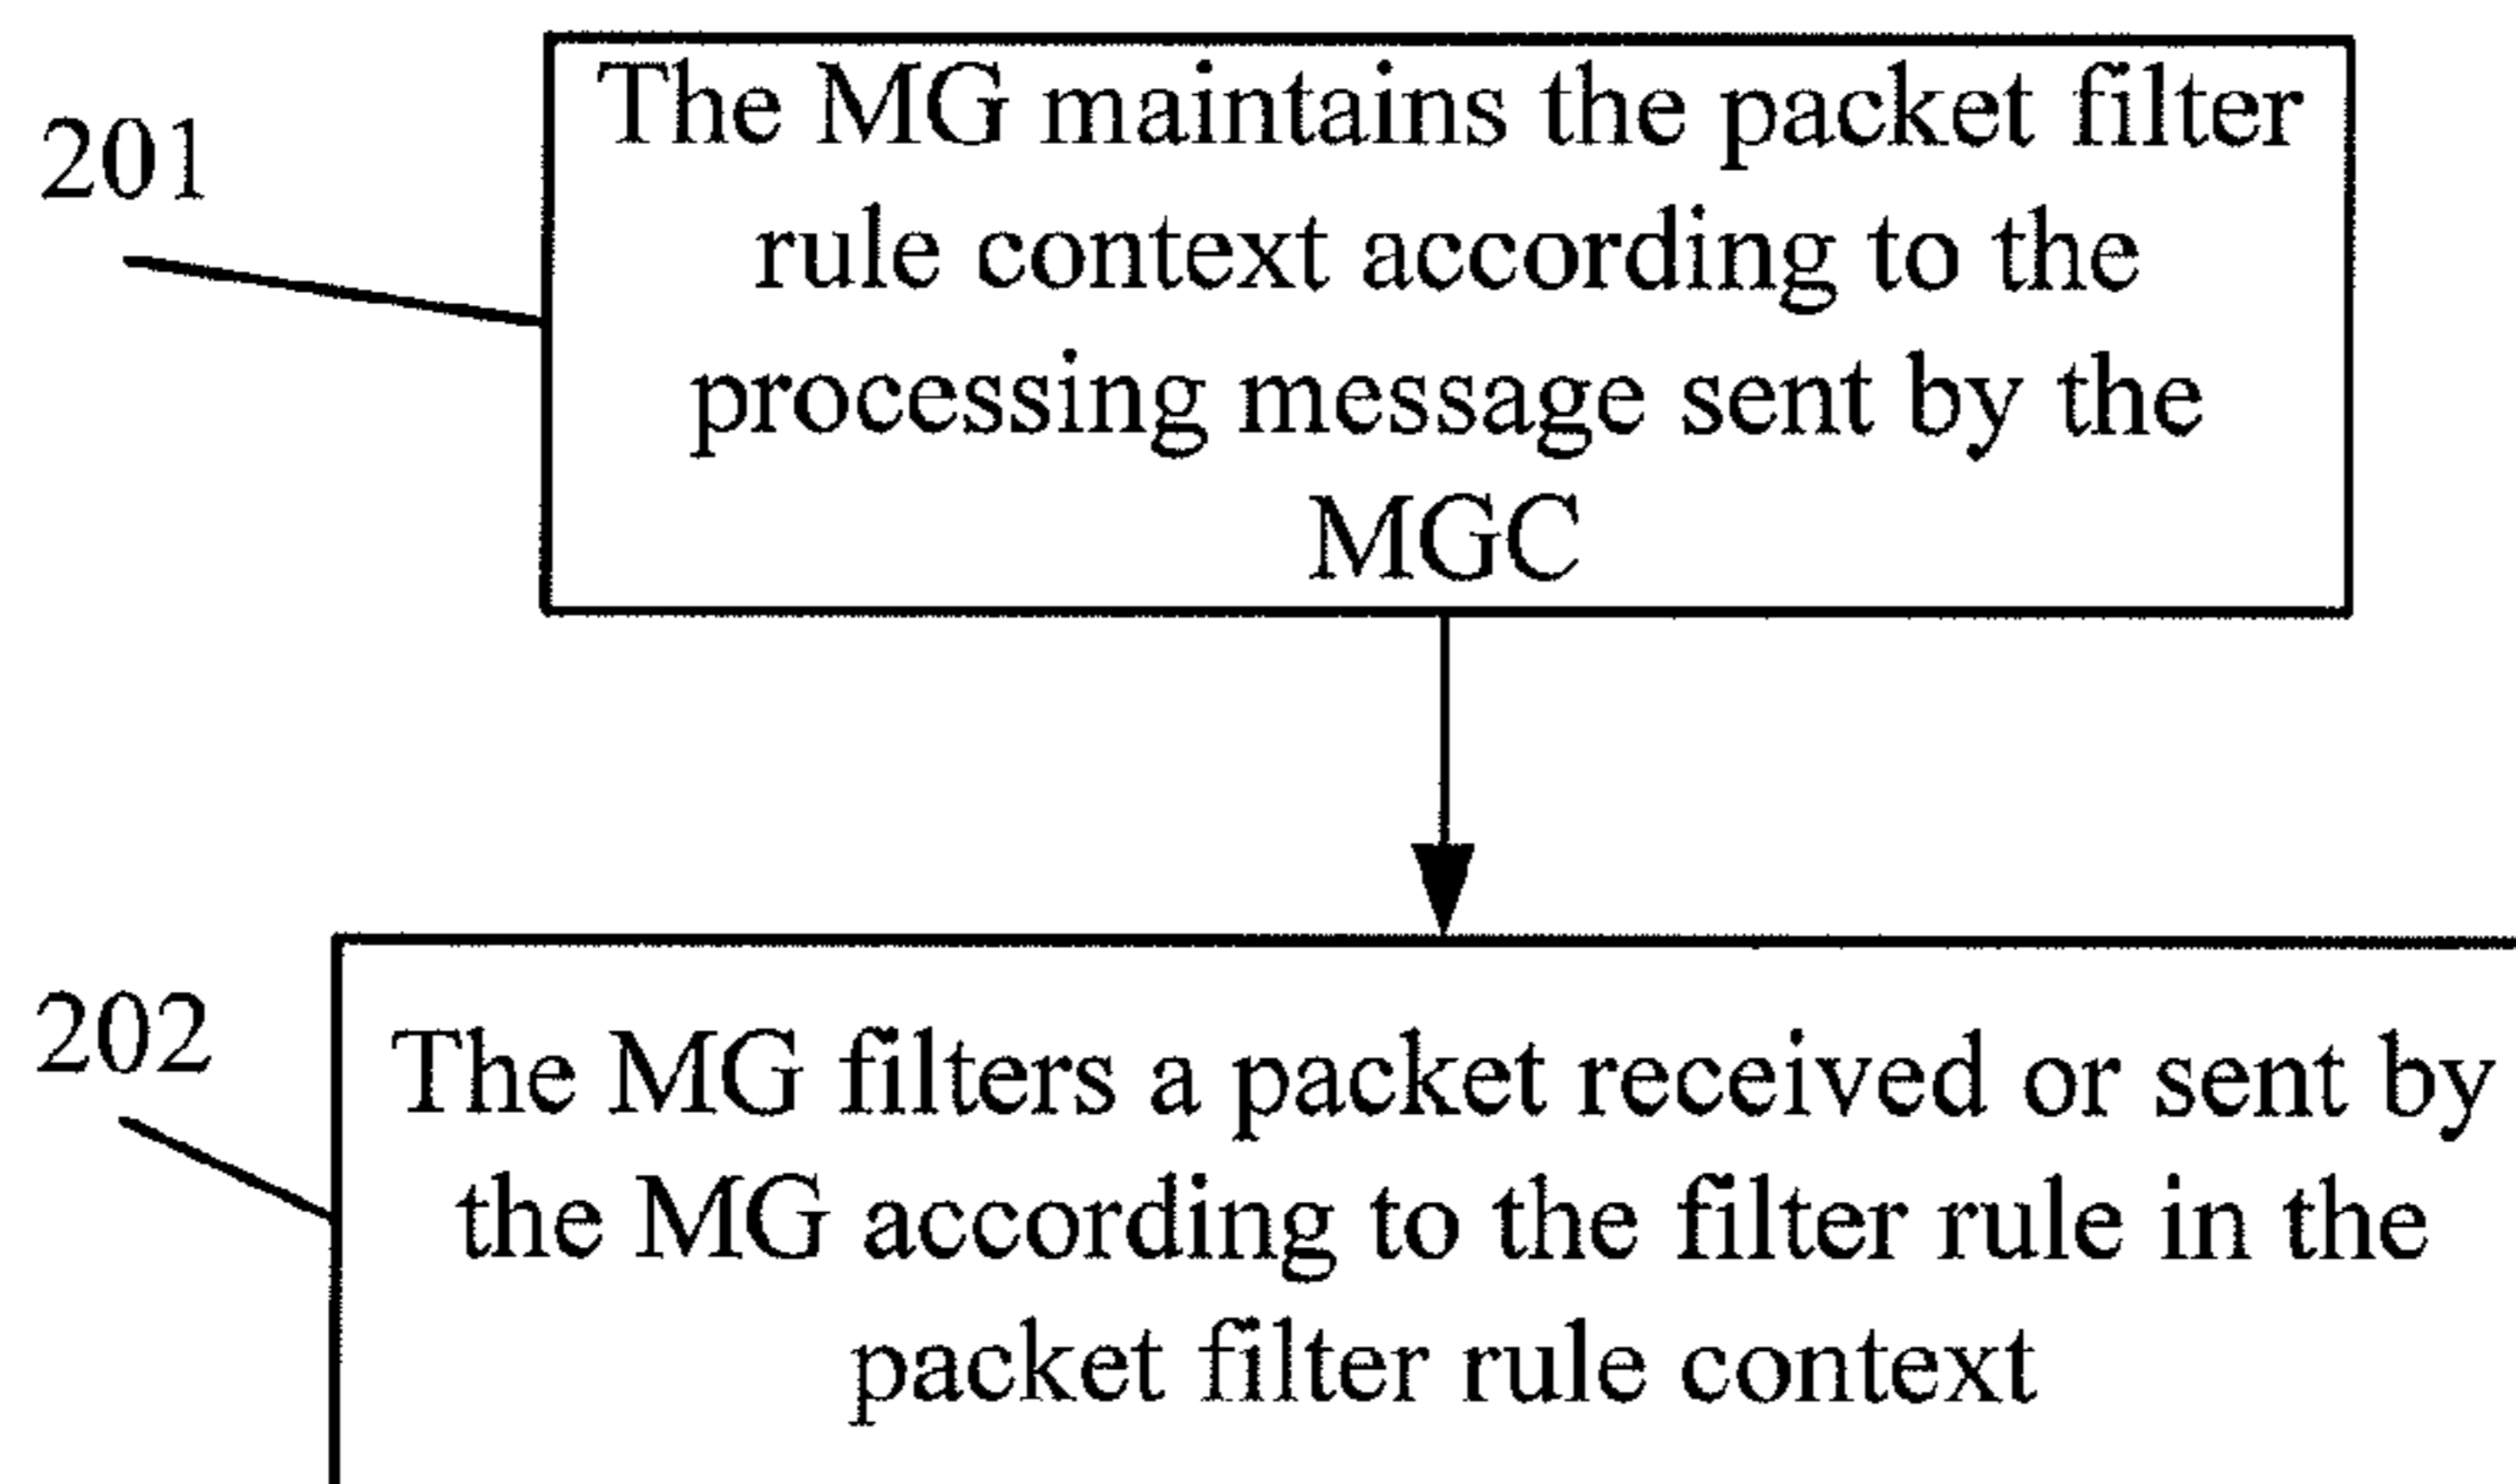 201
The MG maintains the packet filter
rule context according to the
processing message sent by the
MGC
202
The MG filters a packet received or sent by
the MG according to the filter rule in the
packet filter rule context